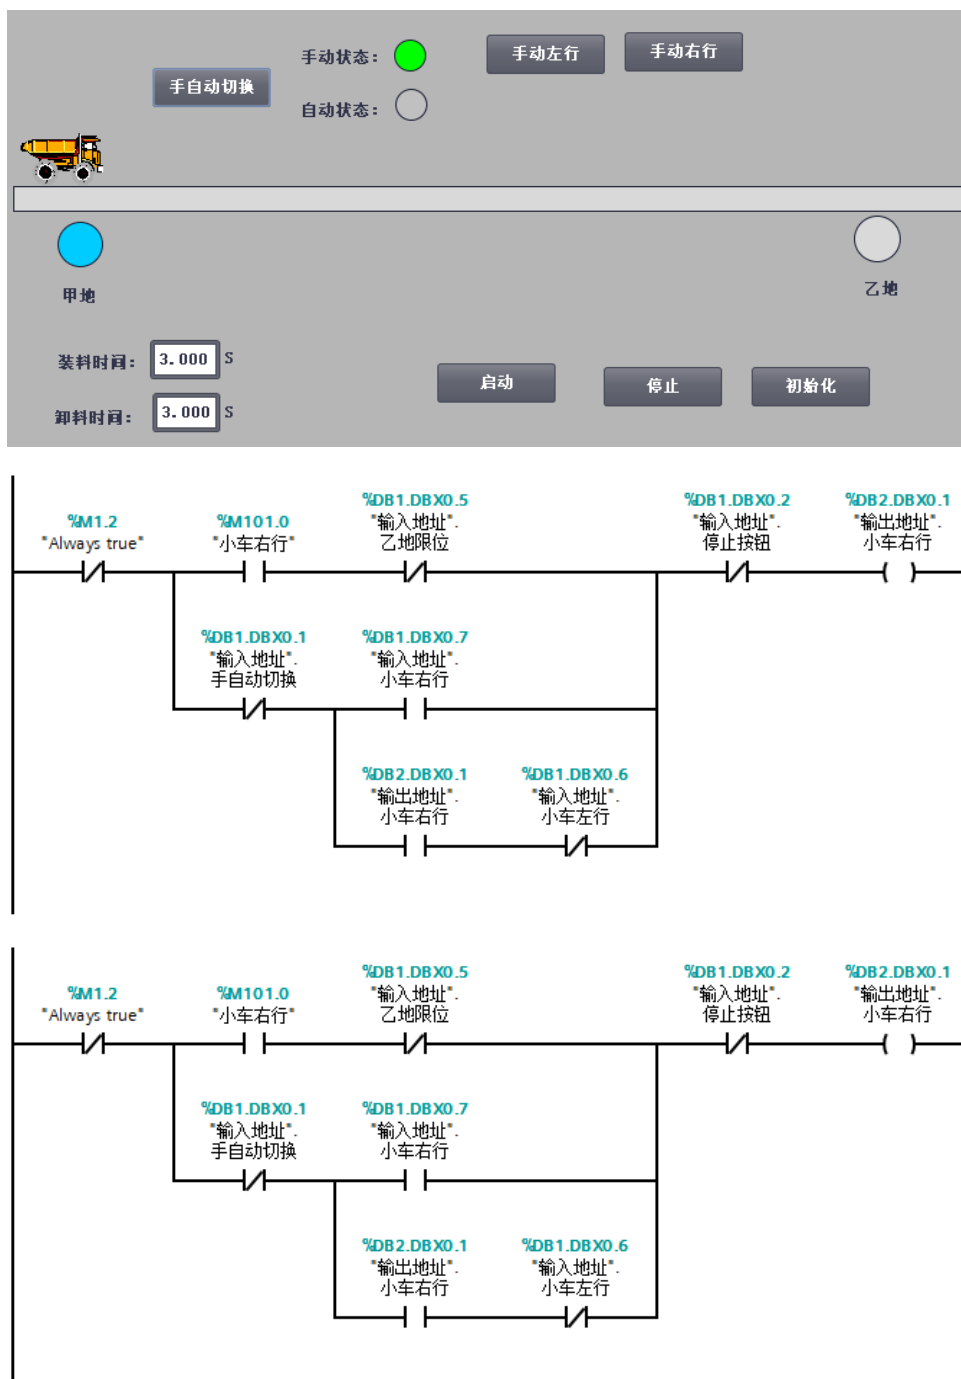 手动状态：
手动左行
手动右行
手自动切换
自动状态：
甲地
乙地
装料时间： 3.000 S
卸料时间： 3.000 S
启动
停止
初始化
%M1.2
"Always true"
%M101.0
"小车右行"
%DB1.DBX0.5
"输入地址".
乙地限位
%DB1.DBX0.2
"输入地址".
停止按钮
%DB2.DBX0.1
"输出地址".
小车右行
%DB1.DBX0.1
"输入地址".
手自动切换
%DB1.DBX0.7
"输入地址".
小车右行
%DB2.DBX0.1
"输出地址".
小车右行
%DB1.DBX0.6
"输入地址".
小车左行
%M1.2
"Always true"
%M101.0
"小车右行"
%DB1.DBX0.5
"输入地址".
乙地限位
%DB1.DBX0.2
"输入地址".
停止按钮
%DB2.DBX0.1
"输出地址".
小车右行
%DB1.DBX0.1
"输入地址".
手自动切换
%DB1.DBX0.7
"输入地址".
小车右行
%DB2.DBX0.1
"输出地址".
小车右行
%DB1.DBX0.6
"输入地址".
小车左行